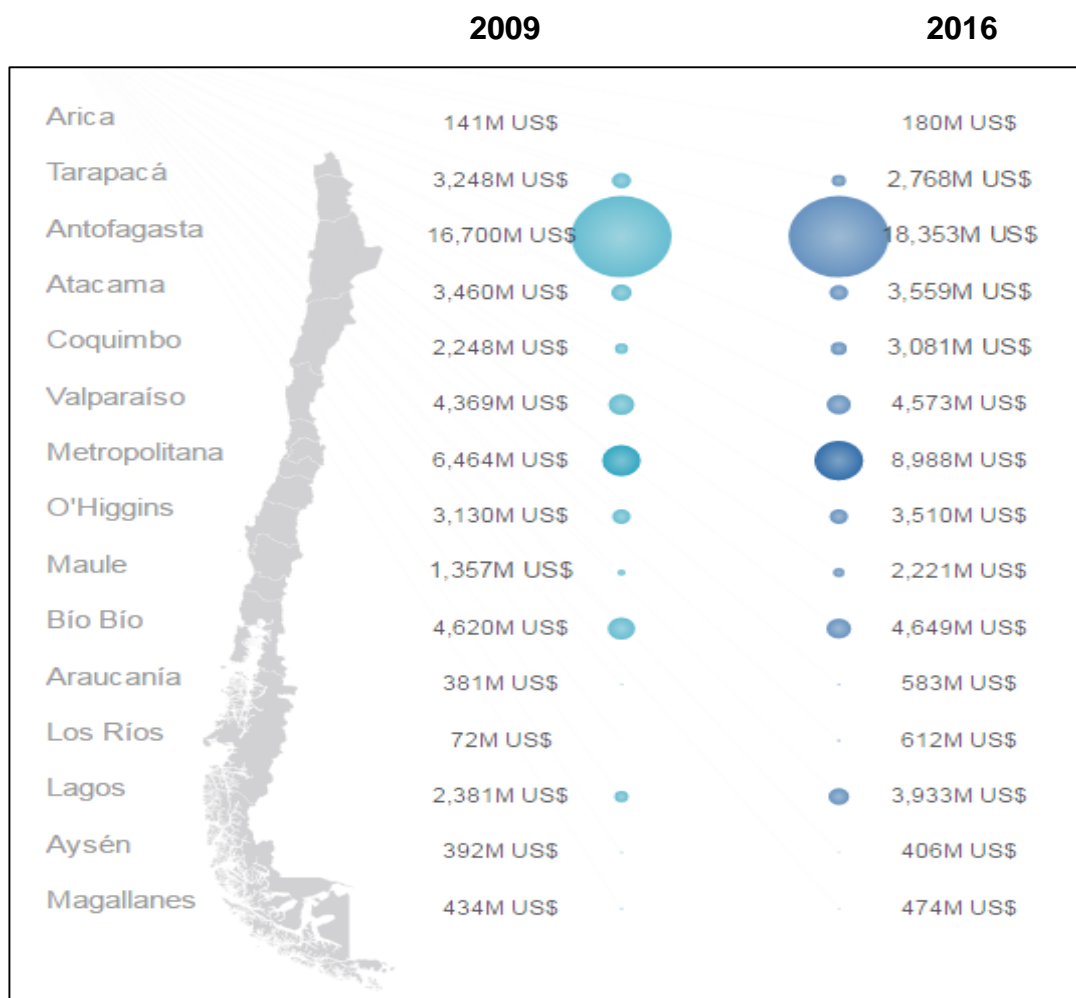 2009 2016
Arica 141M US$ 180M US$
Tarapacá 3,248M US$ 2,768M US$
Antofagasta 16,700M US$ 18,353M US$
Atacama 3,460M US$ 3,559M US$
Coquimbo 2,248M US$ 3,081M US$
Valparaíso 4,369M US$ 4,573M US$
Metropolitana 6,464M US$ 8,988M US$
O'Higgins 3,130M US$ 3,510M US$
Maule 1,357M US$ 2,221M US$
Bío Bío 4,620M US$ 4,649M US$
Araucanía 381M US$ 583M US$
Los Ríos 72M US$ 612M US$
Lagos 2,381M US$ 3,933M US$
Aysén 392M US$ 406M US$
Magallanes 434M US$ 474M US$